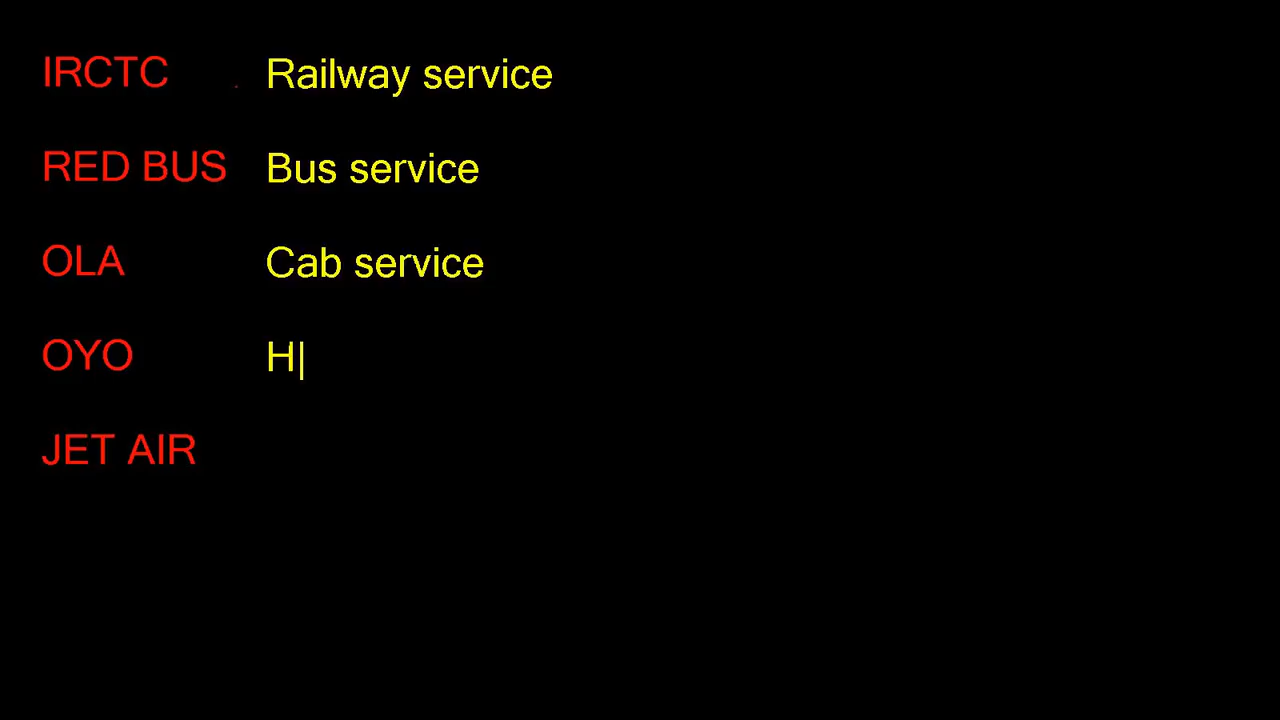 IRCTC Railway service
RED BUS Bus service
OLA Cab service
OYO H
JET AIR